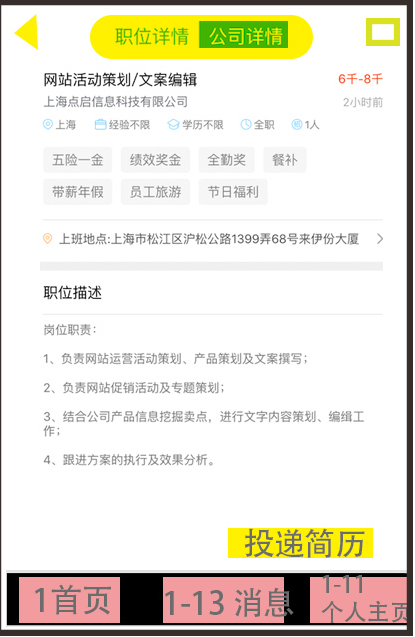 职位详情 公司详情
网站活动策划/文案编辑 6千-8千
上海点启信息科技有限公司 2小时前
上海 经验不限 学历不限 全职 1人
五险一金 绩效奖金 全勤奖 餐补
带薪年假 员工旅游 节日福利
上班地点:上海市松江区沪松公路1399弄68号来伊份大厦
职位描述
岗位职责：
1、负责网站运营活动策划、产品策划及文案撰写；
2、负责网站促销活动及专题策划；
3、结合公司产品信息挖掘卖点，进行文字内容策划、编缉工
作；
4、跟进方案的执行及效果分析。
投递简历
1首页 1-13 消息 1-11
个人主页